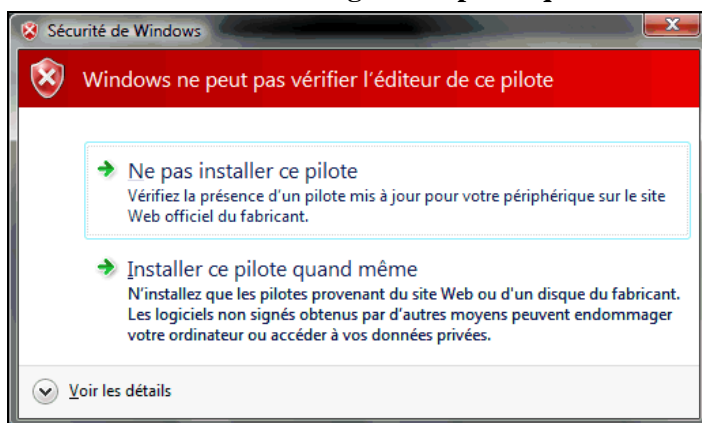 Sécurité de Windows
Windows ne peut pas vérifier l'éditeur de ce pilote
Ne pas installer ce pilote
Vérifiez la présence d'un pilote mis à jour pour votre périphérique sur le site
Web officiel du fabricant.
Installer ce pilote quand même
N'installez que les pilotes provenant du site Web ou d'un disque du fabricant.
Les logiciels non signés obtenus par d'autres moyens peuvent endommager
votre ordinateur ou accéder à vos données privées.
Voir les détails